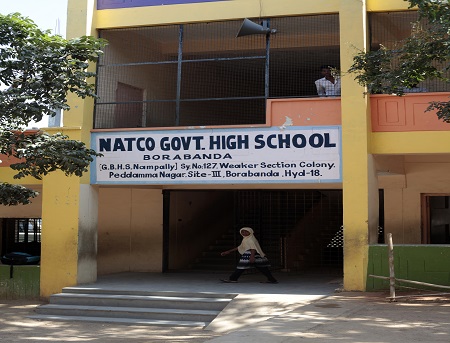 NATCO GOVT. HIGH SCHOOL
BORABANDA
[G.B.H.S. Nampally] Sy.No:127, Weaker Section Colony,
Peddamma Nagar, Site-III, Borabanda, Hyd-18.